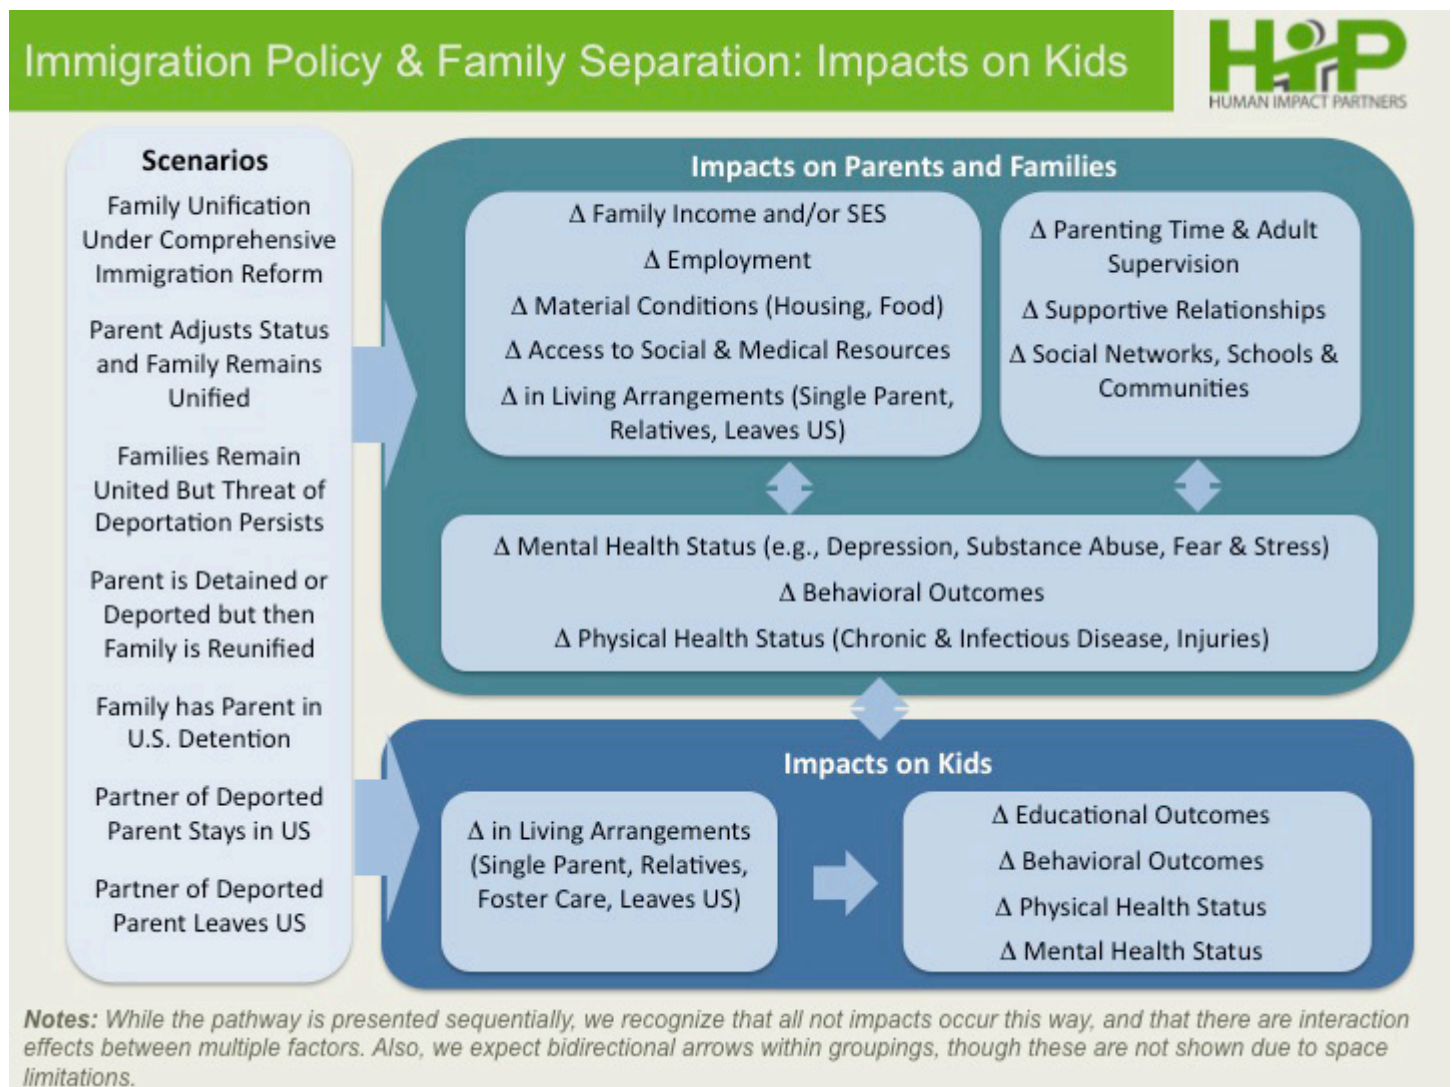 Immigration Policy & Family Separation: Impacts on Kids
HiP
HUMAN IMPACT PARTNERS
Scenarios
Family Unification
Under Comprehensive
Immigration Reform
Parent Adjusts Status
and Family Remains
Unified
Families Remain
United But Threat of
Deportation Persists
Parent is Detained or
Deported but then
Family is Reunified
Family has Parent in
U.S. Detention
Partner of Deported
Parent Stays in US
Partner of Deported
Parent Leaves US
Impacts on Parents and Families
Δ Family Income and/or SES
Δ Employment
Δ Material Conditions (Housing, Food)
Δ Access to Social & Medical Resources
Δ in Living Arrangements (Single Parent,
Relatives, Leaves US)
Δ Parenting Time & Adult
Supervision
Δ Supportive Relationships
Δ Social Networks, Schools &
Communities
Δ Mental Health Status (e.g., Depression, Substance Abuse, Fear & Stress)
Δ Behavioral Outcomes
Δ Physical Health Status (Chronic & Infectious Disease, Injuries)
Impacts on Kids
Δ in Living Arrangements
(Single Parent, Relatives,
Foster Care, Leaves US)
Δ Educational Outcomes
Δ Behavioral Outcomes
Δ Physical Health Status
Δ Mental Health Status
Notes: While the pathway is presented sequentially, we recognize that all not impacts occur this way, and that there are interaction
effects between multiple factors. Also, we expect bidirectional arrows within groupings, though these are not shown due to space
limitations.